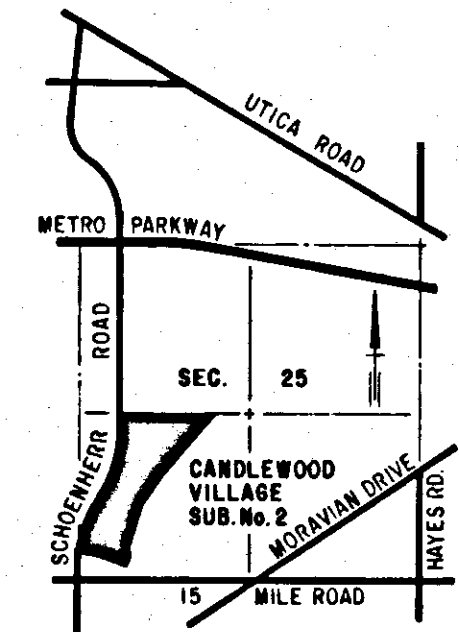 UTICA ROAD
METRO PARKWAY
ROAD
SEC. 25
SCHOENHERR
CANDLEWOOD
VILLAGE
SUB. No. 2
MORAVIAN DRIVE
HAYES RD.
15 MILE ROAD